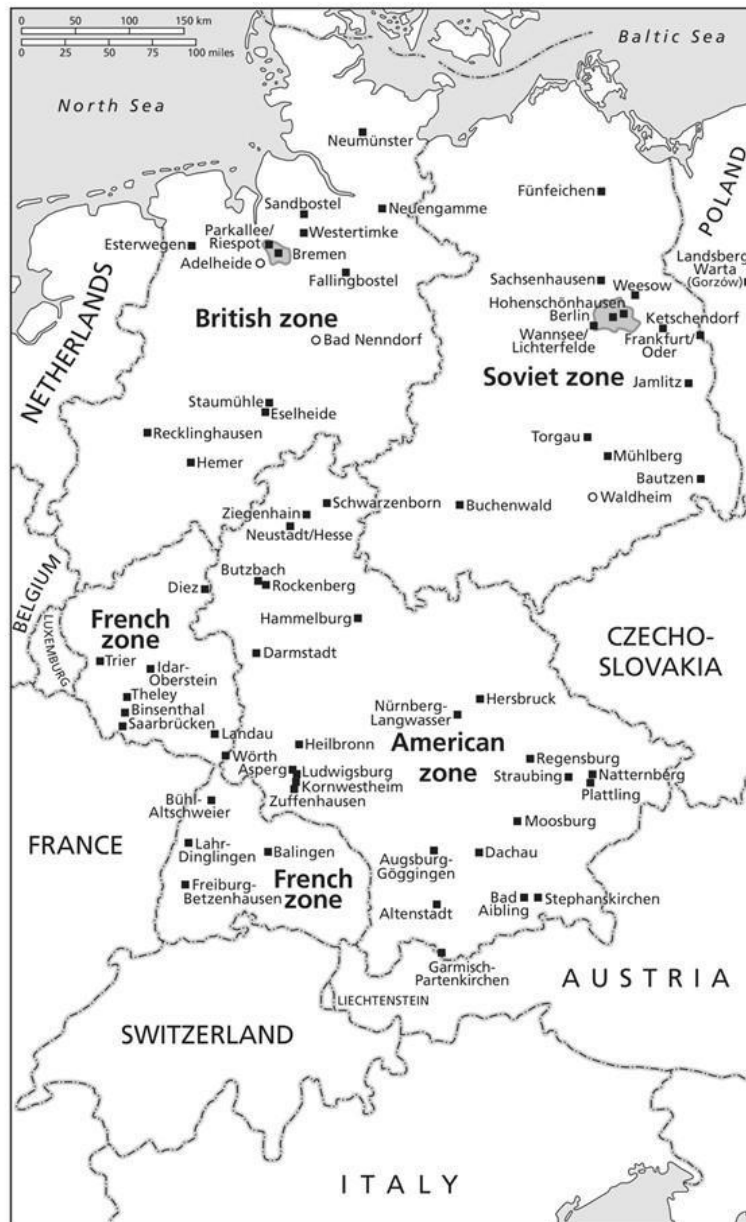 0 50 100 150 km
0 25 50 75 100 miles
Baltic Sea
North Sea
Neumünster
Fünfeichen
POLAND
Sandbostel
Neuengamme
Parkallee/
Riespot
Westertimke
Esterwegen
Bremen
Adelheide
Fallingbostel
Landsberg
Warta
(Gorzów)
Sachsenhausen
Weesow
Hohenschönhausen
Berlin
Ketschendorf
Wannsee/
Lichterfelde
Frankfurt/
Oder
British zone
NETHERLANDS
Bad Nenndorf
Soviet zone
Jamlitz
Staumühle
Eselheide
Recklinghausen
Torgau
Hemer
Mühlberg
Bautzen
Waldheim
Schwarzenborn
Buchenwald
Ziegenhain
Neustadt/Hesse
BELGIUM
Butzbach
Diez
Rockenberg
LUXEMBURG
French
zone
Hammelburg
CZECHO-
SLOVAKIA
Trier
Idar-
Oberstein
Darmstadt
Theley
Binsenthal
Saarbrücken
Hersbruck
Nürnberg-
Langwasser
Landau
Heilbronn
American
zone
Wörth
Asperg
Ludwigsburg
Kornwestheim
Zuffenhausen
Regensburg
Straubing
Natternberg
Plattling
Bühl-
Altschweier
Moosburg
FRANCE
Lahr-
Dinglingen
Balingen
Augsburg-
Göggingen
Dachau
French
zone
Freiburg-
Betzenhausen
Altenstadt
Bad
Aibling
Stephanskirchen
Garmisch-
Partenkirchen
AUSTRIA
LIECHTENSTEIN
SWITZERLAND
ITALY